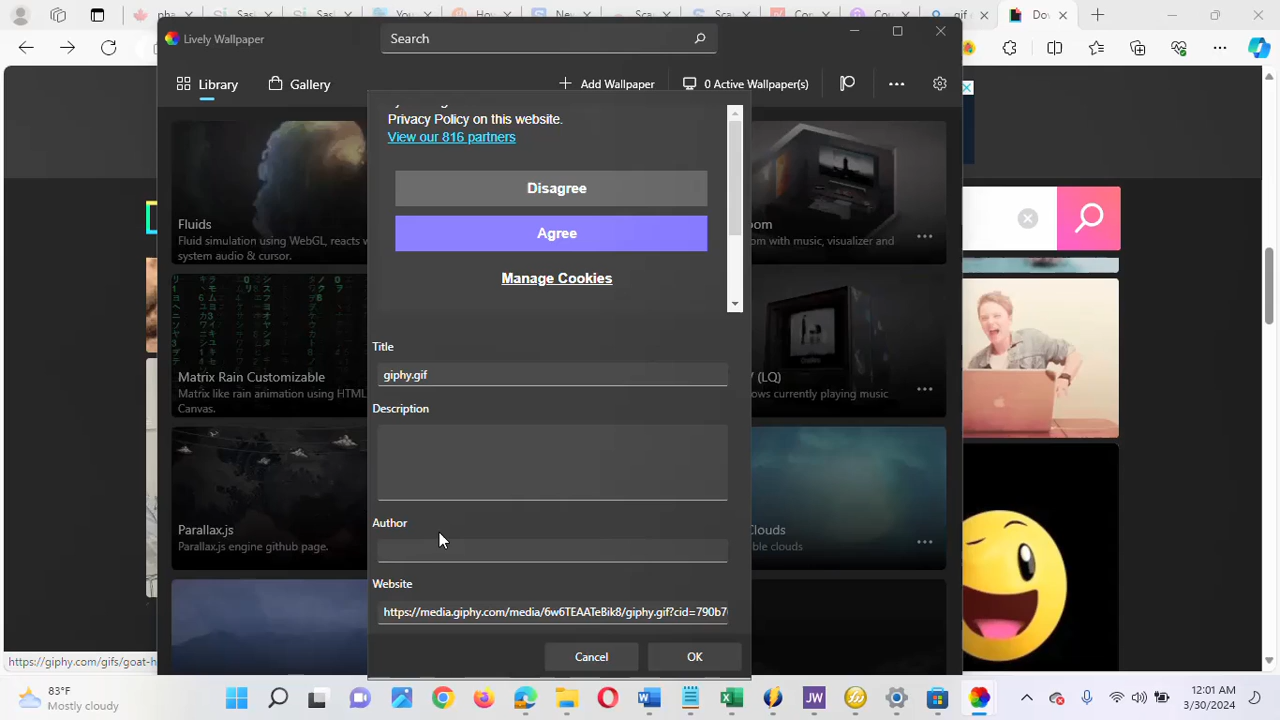 Lively Wallpaper
Search
Library
Gallery
Add Wallpaper
0 Active Wallpaper(s)
Privacy Policy on this website.
View our 816 partners
Disagree
Agree
Manage Cookies
Fluids
Fluid simulation using WebGL, reacts
system audio & cursor.
Matrix Rain Customizable
Matrix like rain animation using HTML
Canvas.
Parallax.js
Parallax.js engine github page.
with music, visualizer and
(LQ)
currently playing music
Clouds
clouds
Title
giphy.gif
Description
Author
Website
https://media.giphy.com/media/6w6TEAATeBik8/giphy.gif?cid=790b7
Cancel
OK
https://giphy.com/gifs/goat-h
83°F
Mostly cloudy
12:01 AM
3/30/2024